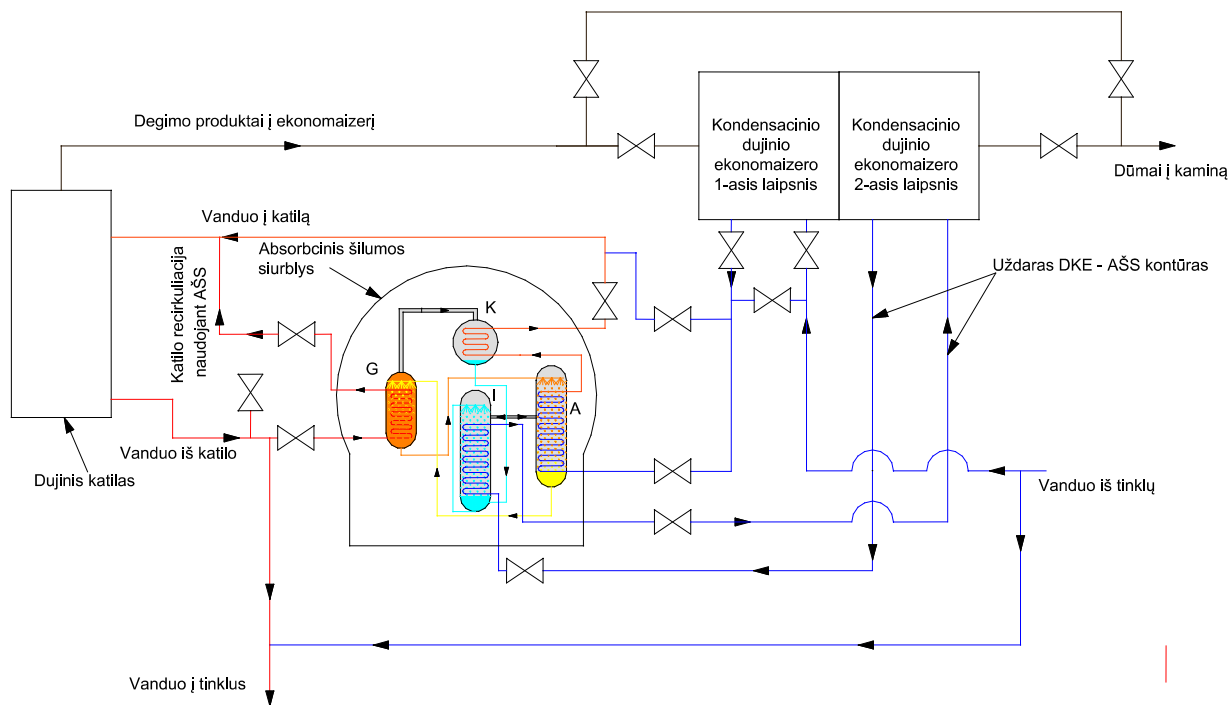 Degimo produktai į ekonomaizerį
Kondensacinio
dujinio
ekonomaizero
1-asis laipsnis
Kondensacinio
dujinio
ekonomaizero
2-asis laipsnis
Dūmai į kaminą
Vanduo į katilą
Absorbcinis šilumos
siurblys
Katilo recirkuliacija
naudojant AŠS
Uždaras DKE - AŠS kontūras
K
G
I
A
Vanduo iš katilo
Dujinis katilas
Vanduo iš tinklų
Vanduo į tinklus